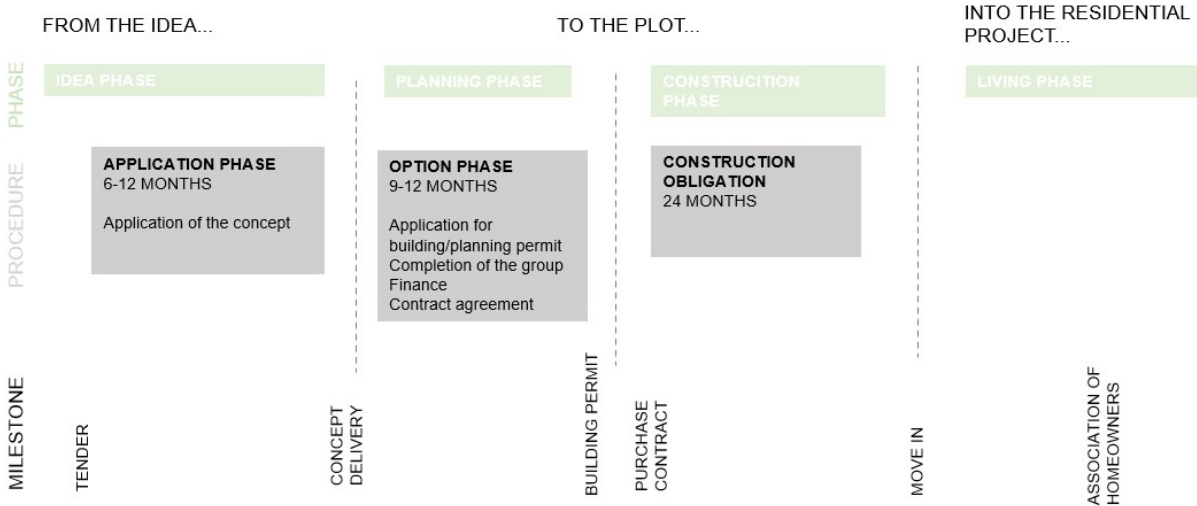 FROM THE IDEA...
TO THE PLOT...
INTO THE RESIDENTIAL
PROJECT...
PHASE
IDEA PHASE
PLANNING PHASE
CONSTRUCITION
PHASE
LIVING PHASE
PROCEDURE
APPLICATION PHASE
6-12 MONTHS
Application of the concept
OPTION PHASE
9-12 MONTHS
Application for
building/planning permit
Completion of the group
Finance
Contract agreement
CONSTRUCTION
OBLIGATION
24 MONTHS
MILESTONE
TENDER
CONCEPT
DELIVERY
BUILDING PERMIT
PURCHASE
CONTRACT
MOVE IN
ASSOCIATION OF
HOMEOWNERS